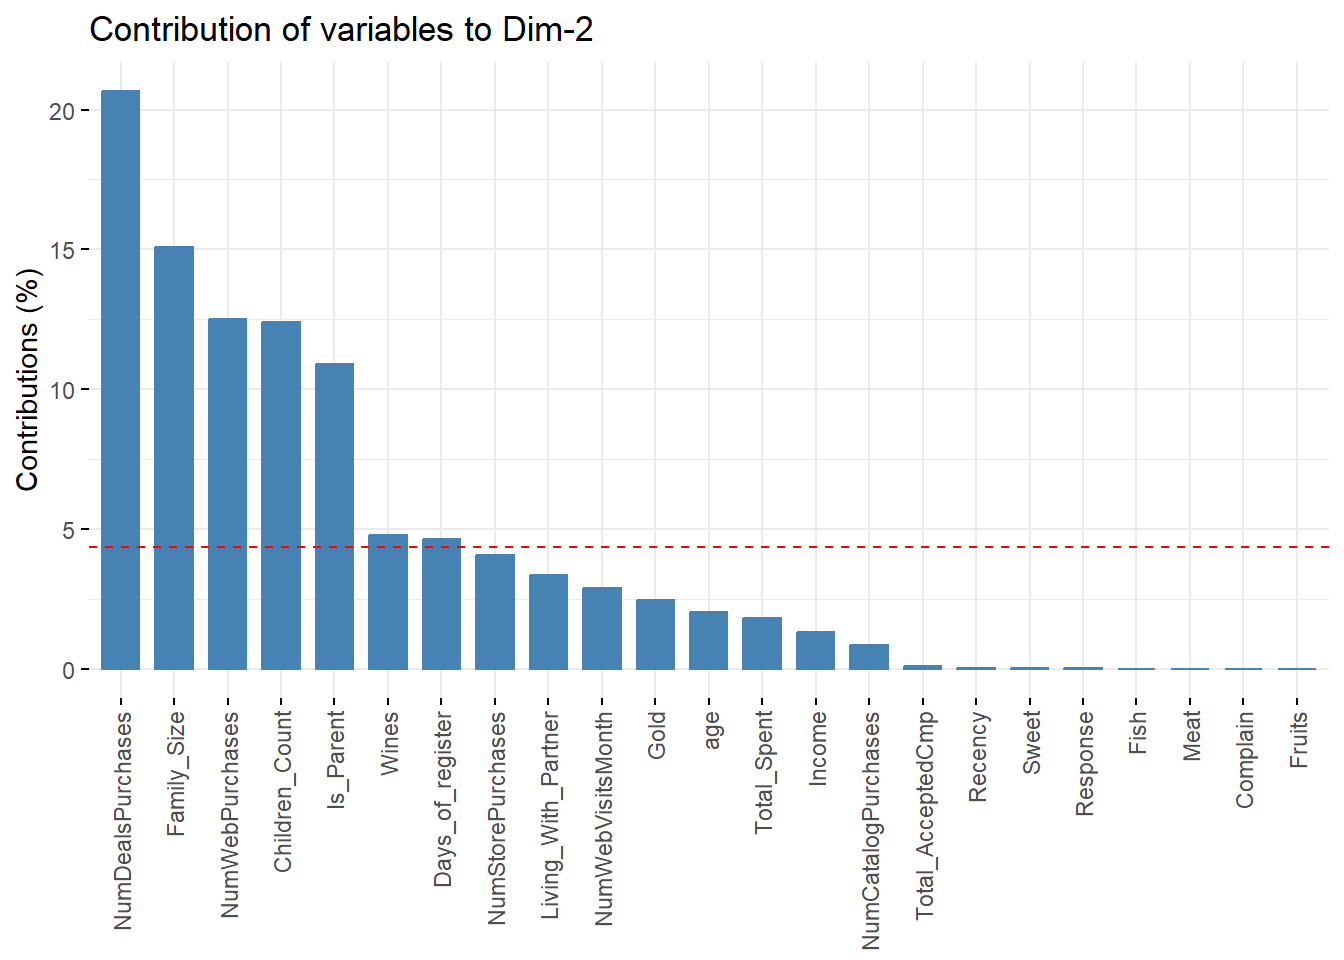 Contribution of variables to Dim-2
Contributions (%)
20
15
10
5
0
NumDealsPurchases
Family_Size
NumWebPurchases
Children_Count
Is_Parent
Wines
Days_of_register
NumStorePurchases
Living_With_Partner
NumWebVisitsMonth
Gold
age
Total_Spent
Income
NumCatalogPurchases
Total_AcceptedCmp
Recency
Sweet
Response
Fish
Meat
Complain
Fruits